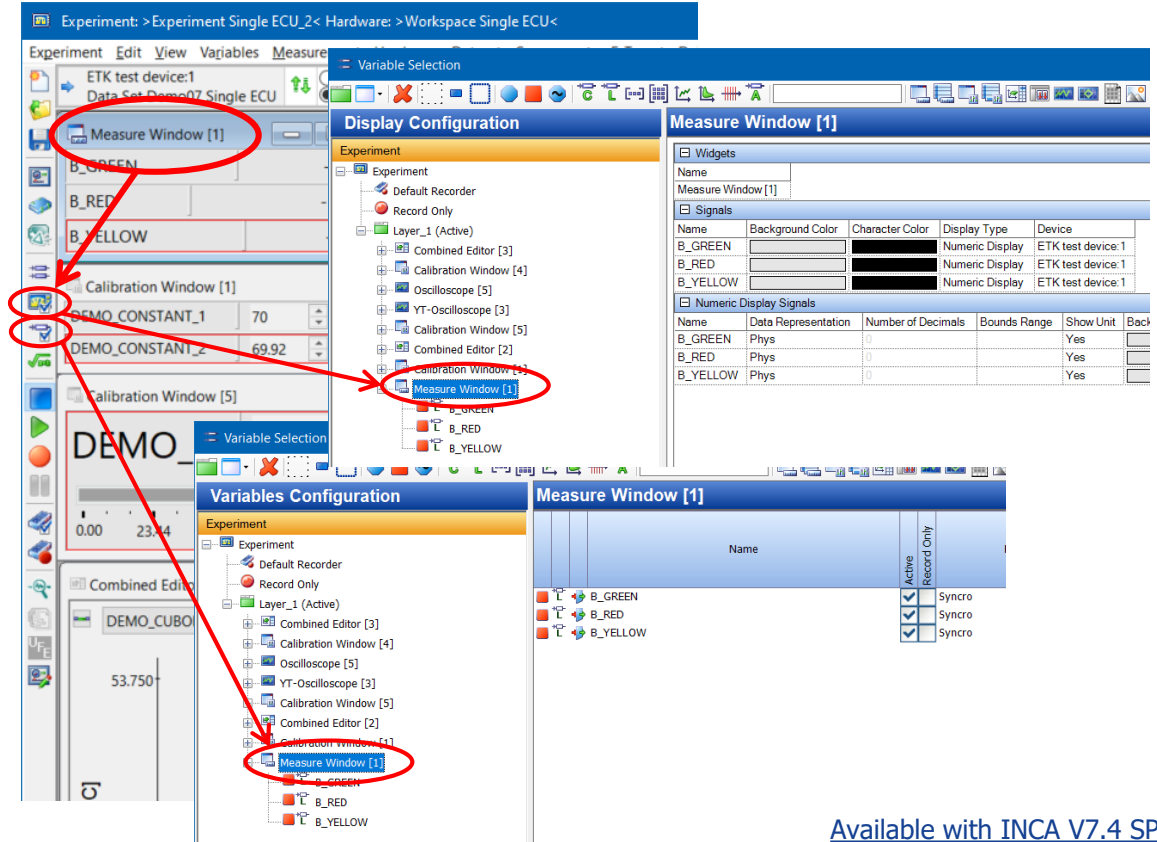 Experiment: >Experiment Single ECU_2< Hardware: >Workspace Single ECU<
Experiment Edit View Variables Measure
ETK test device:1
Data Set Demo07 Single ECU
Measure Window [1]
B_GREEN
B_RED
B_YELLOW
Calibration Window [1]
DEMO_CONSTANT_1 70
DEMO_CONSTANT_2 69.92
Calibration Window [5]
DEMO_
0.00 23.44
Combined Edito
DEMO_CUBO
53.750
UFE
Variable Selection
Display Configuration
Experiment
Experiment
Default Recorder
Record Only
Layer_1 (Active)
Combined Editor [3]
Calibration Window [4]
Oscilloscope [5]
YT-Oscilloscope [3]
Calibration Window [5]
Combined Editor [2]
Calibration Window [1]
Measure Window [1]
B_GREEN
B_RED
B_YELLOW
Measure Window [1]
Widgets
Name
Measure Window [1]
Signals
Name Background Color Character Color Display Type Device
B_GREEN Numeric Display ETK test device:1
B_RED Numeric Display ETK test device:1
B_YELLOW Numeric Display ETK test device:1
Numeric Display Signals
Name Data Representation Number of Decimals Bounds Range Show Unit Back
B_GREEN Phys 0 Yes
B_RED Phys 0 Yes
B_YELLOW Phys 0 Yes
Variable Selection
Variables Configuration
Experiment
Experiment
Default Recorder
Record Only
Layer_1 (Active)
Combined Editor [3]
Calibration Window [4]
Oscilloscope [5]
YT-Oscilloscope [3]
Calibration Window [5]
Combined Editor [2]
Calibration Window [1]
Measure Window [1]
B_GREEN
B_RED
B_YELLOW
Measure Window [1]
Name Active Record Only
B_GREEN Syncro
B_RED Syncro
B_YELLOW Syncro
Available with INCA V7.4 SP